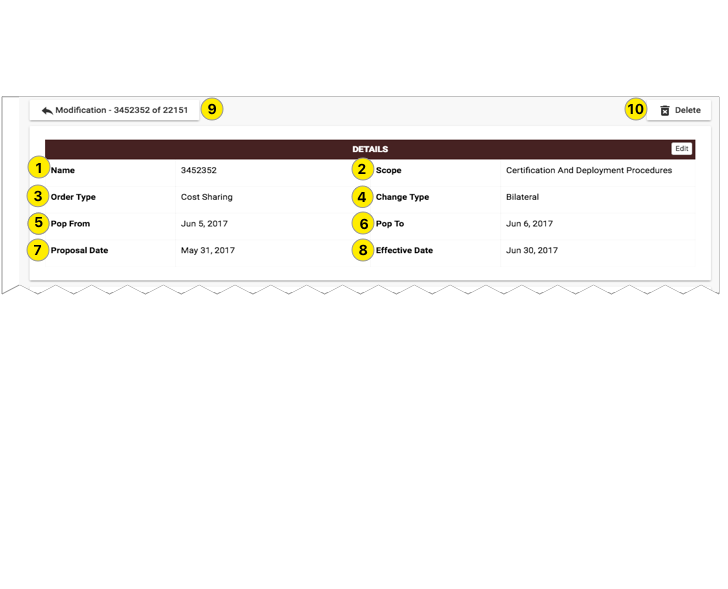 Modification - 3452352 of 22151 9 10 Delete
DETAILS Edit
1 Name 3452352 2 Scope Certification And Deployment Procedures
3 Order Type Cost Sharing 4 Change Type Bilateral
5 Pop From Jun 5, 2017 6 Pop To Jun 6, 2017
7 Proposal Date May 31, 2017 8 Effective Date Jun 30, 2017